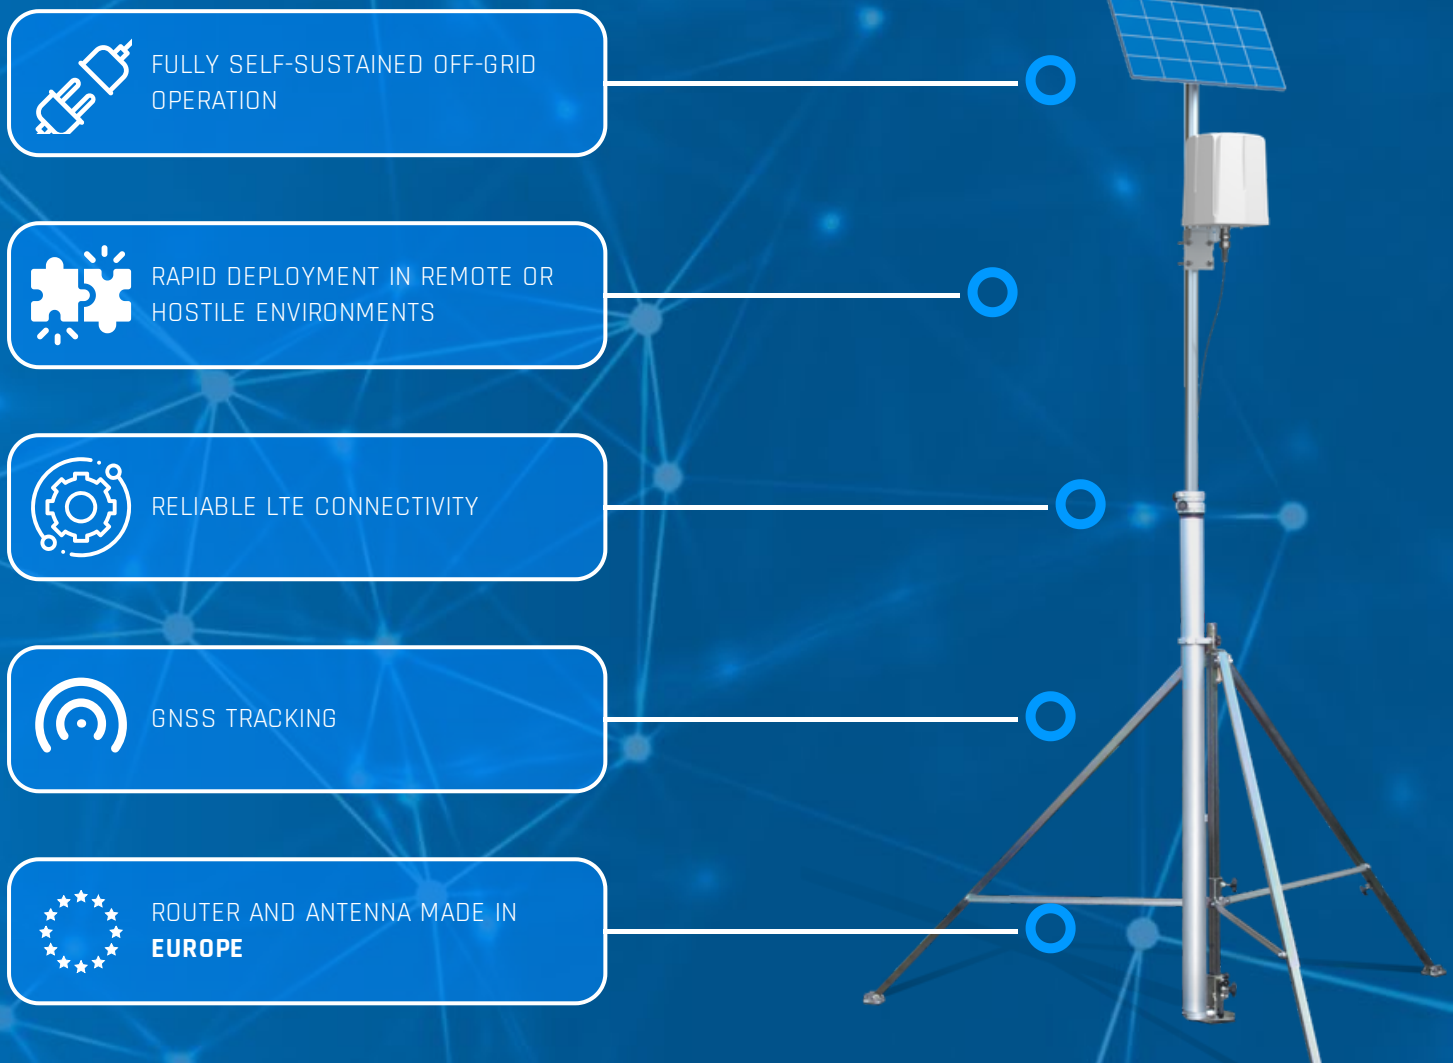 FULLY SELF-SUSTAINED OFF-GRID
OPERATION
RAPID DEPLOYMENT IN REMOTE OR
HOSTILE ENVIRONMENTS
RELIABLE LTE CONNECTIVITY
GNSS TRACKING
ROUTER AND ANTENNA MADE IN
EUROPE